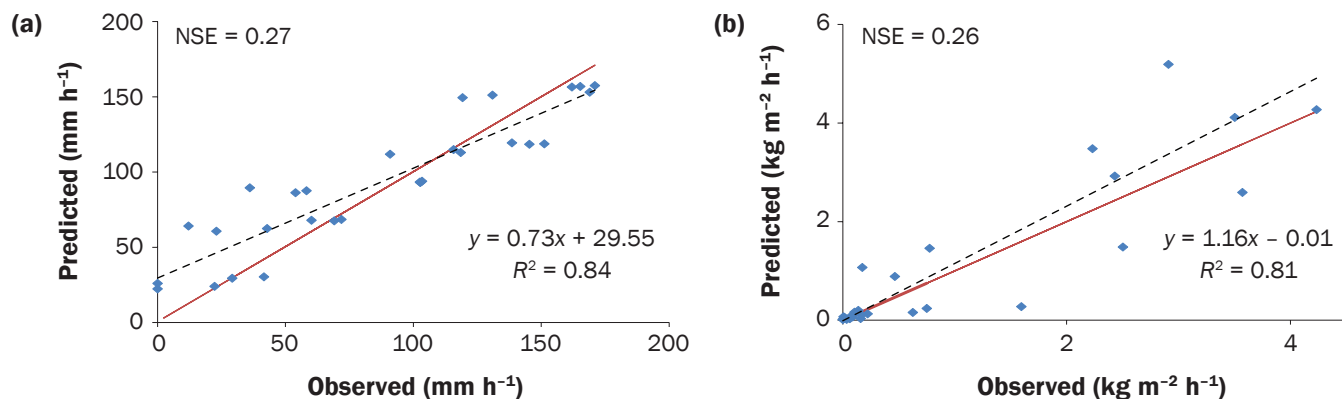 (a)
NSE = 0.27
Predicted (mm h⁻¹)
200
150
100
50
0
y = 0.73x + 29.55
R² = 0.84
0 50 100 150 200
Observed (mm h⁻¹)
(b)
NSE = 0.26
Predicted (kg m⁻² h⁻¹)
6
4
2
0
y = 1.16x – 0.01
R² = 0.81
0 2 4
Observed (kg m⁻² h⁻¹)